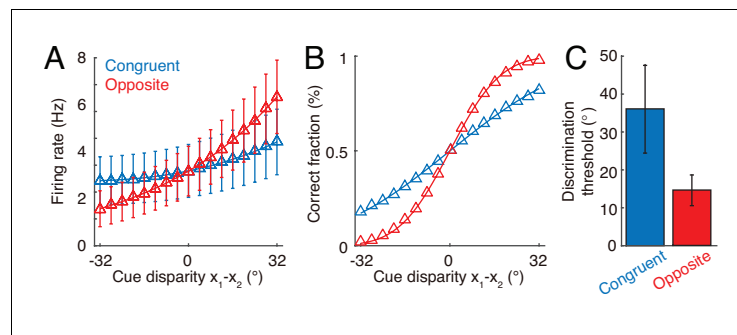 A
Congruent
Opposite
Firing rate (Hz)
8
6
4
2
0
-32
0
32
Cue disparity x1-x2 (°)
B
Correct fraction (%)
1
0.5
0
-32
0
32
Cue disparity x1-x2 (°)
C
Discrimination
threshold (°)
50
40
30
20
10
0
Congruent
Opposite